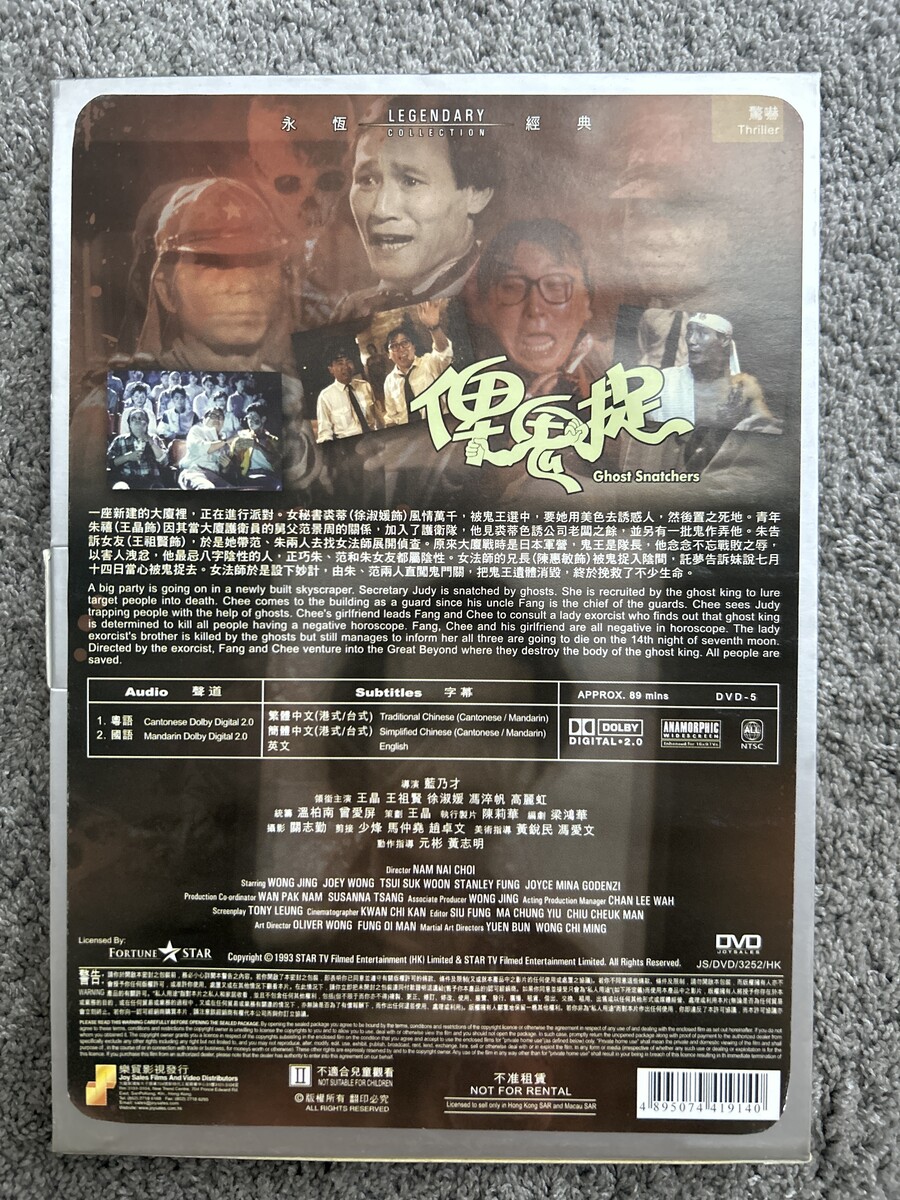 永 恆 LEGENDARY COLLECTION 經 典
驚嚇
Thriller
俾鬼捉
Ghost Snatchers
一座新建的大廈裡，正在進行派對。女秘書裘蒂(徐淑媛飾)風情萬千，被鬼王選中，要她用美色去誘惑人，然後置之死地。青年
朱禧(王晶飾)因其當大廈護衛員的舅父范景周的關係，加入了護衛隊，他見裘蒂色誘公司老闆之餘，並另有一批鬼作弄他。朱告
訴女友(王祖賢飾)，於是她帶范、朱兩人去找女法師展開偵查。原來大廈戰時是日本軍營，鬼王是隊長，他念念不忘戰敗之辱，
以害人洩忿，他最忌八字陰性的人，正巧朱、范和朱女友都屬陰性。女法師的兄長(陳惠敏飾)被鬼捉入陰間，託夢告訴妹說七月
十四日當心被鬼捉去。女法師於是設下妙計，由朱、范兩人直闖鬼門關，把鬼王遺體消毀，終於挽救了不少生命。
A big party is going on in a newly built skyscraper. Secretary Judy is snatched by ghosts. She is recruited by the ghost king to lure
target people into death. Chee comes to the building as a guard since his uncle Fang is the chief of the guards. Chee sees Judy
trapping people with the help of ghosts. Chee's girlfriend leads Fang and Chee to consult a lady exorcist who finds out that ghost king
is determined to kill all people having a negative horoscope. Fang, Chee and his girlfriend are all negative in horoscope. The lady
exorcist's brother is killed by the ghosts but still manages to inform her all three are going to die on the 14th night of seventh moon.
Directed by the exorcist, Fang and Chee venture into the Great Beyond where they destroy the body of the ghost king. All people are
saved.
Audio 聲道
1. 粵語 Cantonese Dolby Digital 2.0
2. 國語 Mandarin Dolby Digital 2.0
Subtitles 字幕
繁體中文(港式/台式) Traditional Chinese (Cantonese / Mandarin)
簡體中文(港式/台式) Simplified Chinese (Cantonese / Mandarin)
英文 English
APPROX. 89 mins DVD-5
DOLBY
DIGITAL•2.0
ANAMORPHIC
WIDESCREEN
Enhanced for 16x9 TVs
ALL
NTSC
導演 藍乃才
領銜主演 王晶 王祖賢 徐淑媛 馮淬帆 高麗虹
統籌 溫柏南 曾愛屏 策劃 王晶 執行製片 陳莉華 編劇 梁鴻華
攝影 關志勤 剪接 少烽 馬仲堯 趙卓文 美術指導 黃銳民 馮愛文
動作指導 元彬 黃志明
Director NAM NAI CHOI
Starring WONG JING JOEY WONG TSUI SUK WOON STANLEY FUNG JOYCE MINA GODENZI
Production Co-ordinator WAN PAK NAM SUSANNA TSANG Associate Producer WONG JING Acting Production Manager CHAN LEE WAH
Screenplay TONY LEUNG Cinematographer KWAN CHI KAN Editor SIU FUNG MA CHUNG YIU CHIU CHEUK MAN
Art Director OLIVER WONG FUNG OI MAN Martial Art Directors YUEN BUN WONG CHI MING
Licensed By:
FORTUNE STAR
Copyright © 1993 STAR TV Filmed Entertainment (HK) Limited & STAR TV Filmed Entertainment Limited. All Rights Reserved.
DVD
JOYSALES
JS/DVD/3252/HK
警告:
WARNING
PLEASE READ THIS WARNING CAREFULLY BEFORE OPENING THE SEALED PACKAGE.
樂貿影視發行
Joy Sales Films And Video Distributors
II 不適合兒童觀看
NOT SUITABLE FOR CHILDREN
© 版權所有 翻印必究
ALL RIGHTS RESERVED
不准租賃
NOT FOR RENTAL
Licensed to sell only in Hong Kong SAR and Macau SAR
4 895074 419140